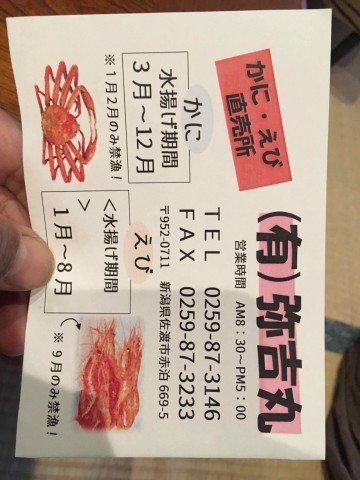 かに・えび
直売所
(有)弥吉丸
営業時間 AM8:30~PM5:00
TEL 0259-87-3146
FAX 0259-87-3233
〒952-0711 新潟県佐渡市赤泊669-5
かに
水揚げ期間
3月～12月
※1月2月のみ禁漁!
えび
<水揚げ期間
>
1月～8月
※9月のみ禁漁!